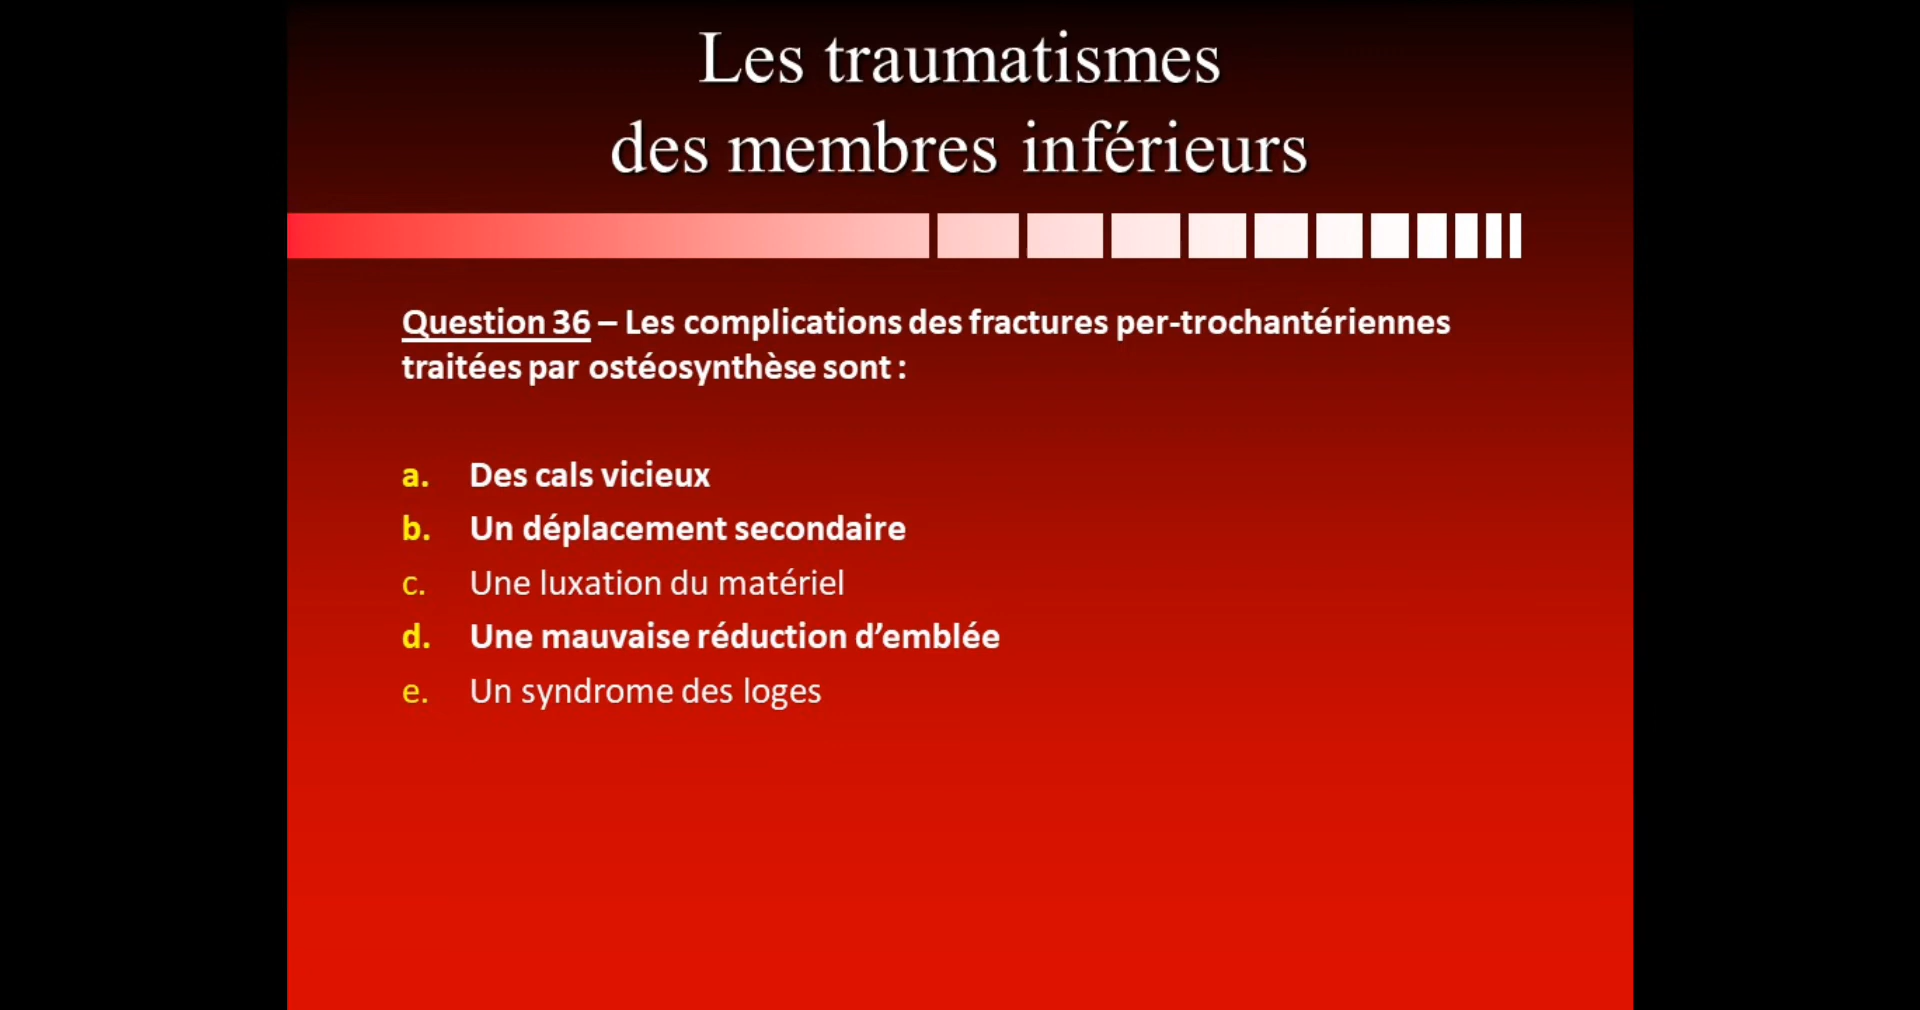 Les traumatismes
des membres inférieurs
Question 36 – Les complications des fractures per-trochantériennes
traitées par ostéosynthèse sont :
a. Des cals vicieux
b. Un déplacement secondaire
c. Une luxation du matériel
d. Une mauvaise réduction d’emblée
e. Un syndrome des loges